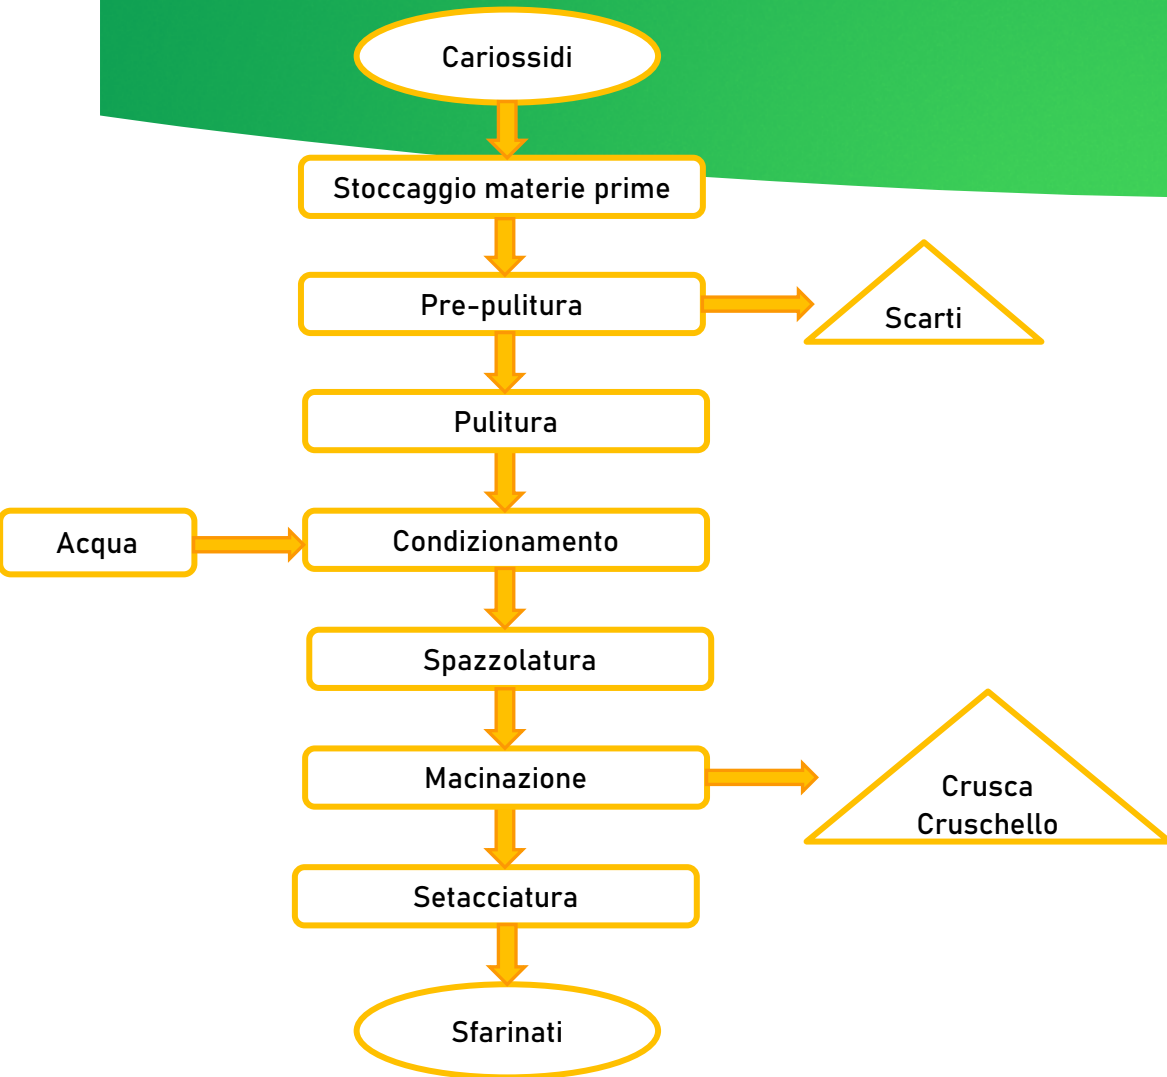 Cariossidi
Stoccaggio materie prime
Pre-pulitura
Scarti
Pulitura
Acqua
Condizionamento
Spazzolatura
Macinazione
Crusca
Cruschello
Setacciatura
Sfarinati